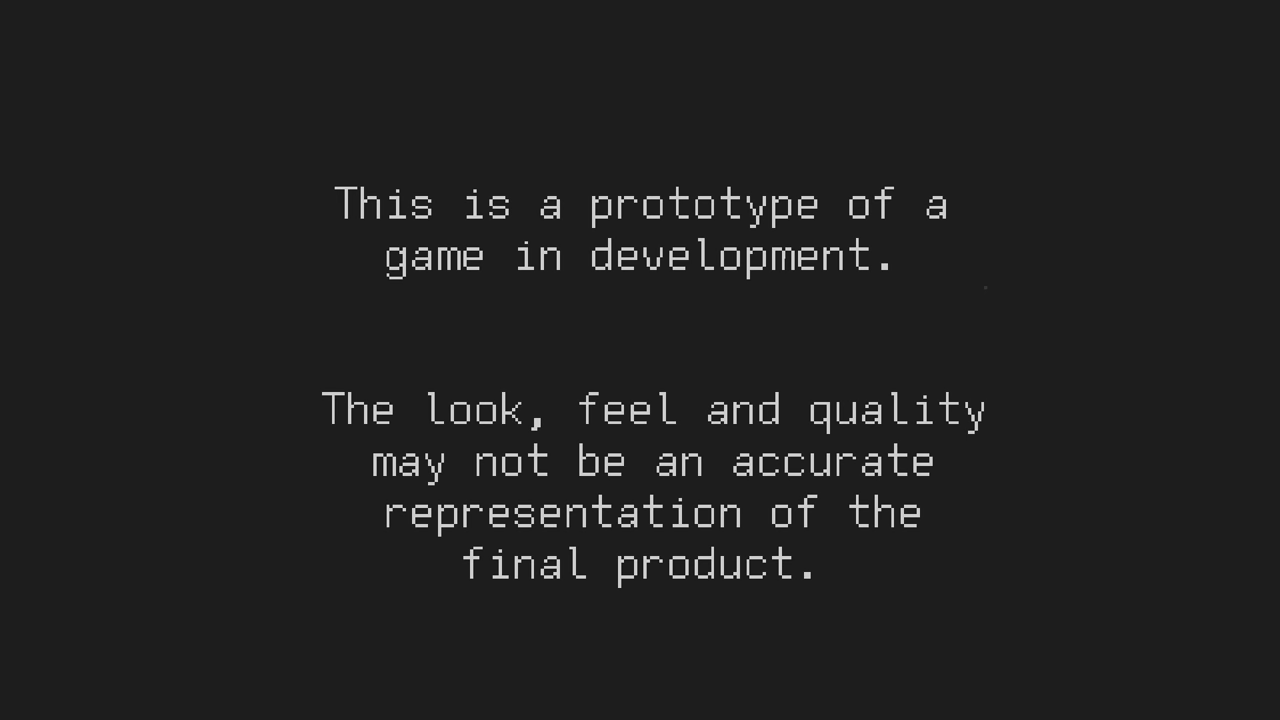 This is a prototype of a
game in development.
The look, feel and quality
may not be an accurate
representation of the
final product.